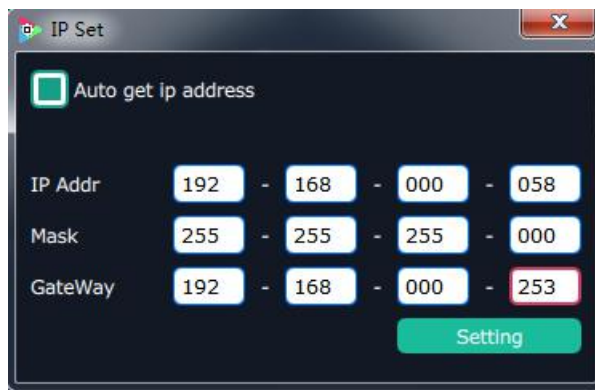 IP Set
Auto get ip address
IP Addr 192 - 168 - 000 - 058
Mask 255 - 255 - 255 - 000
GateWay 192 - 168 - 000 - 253
Setting